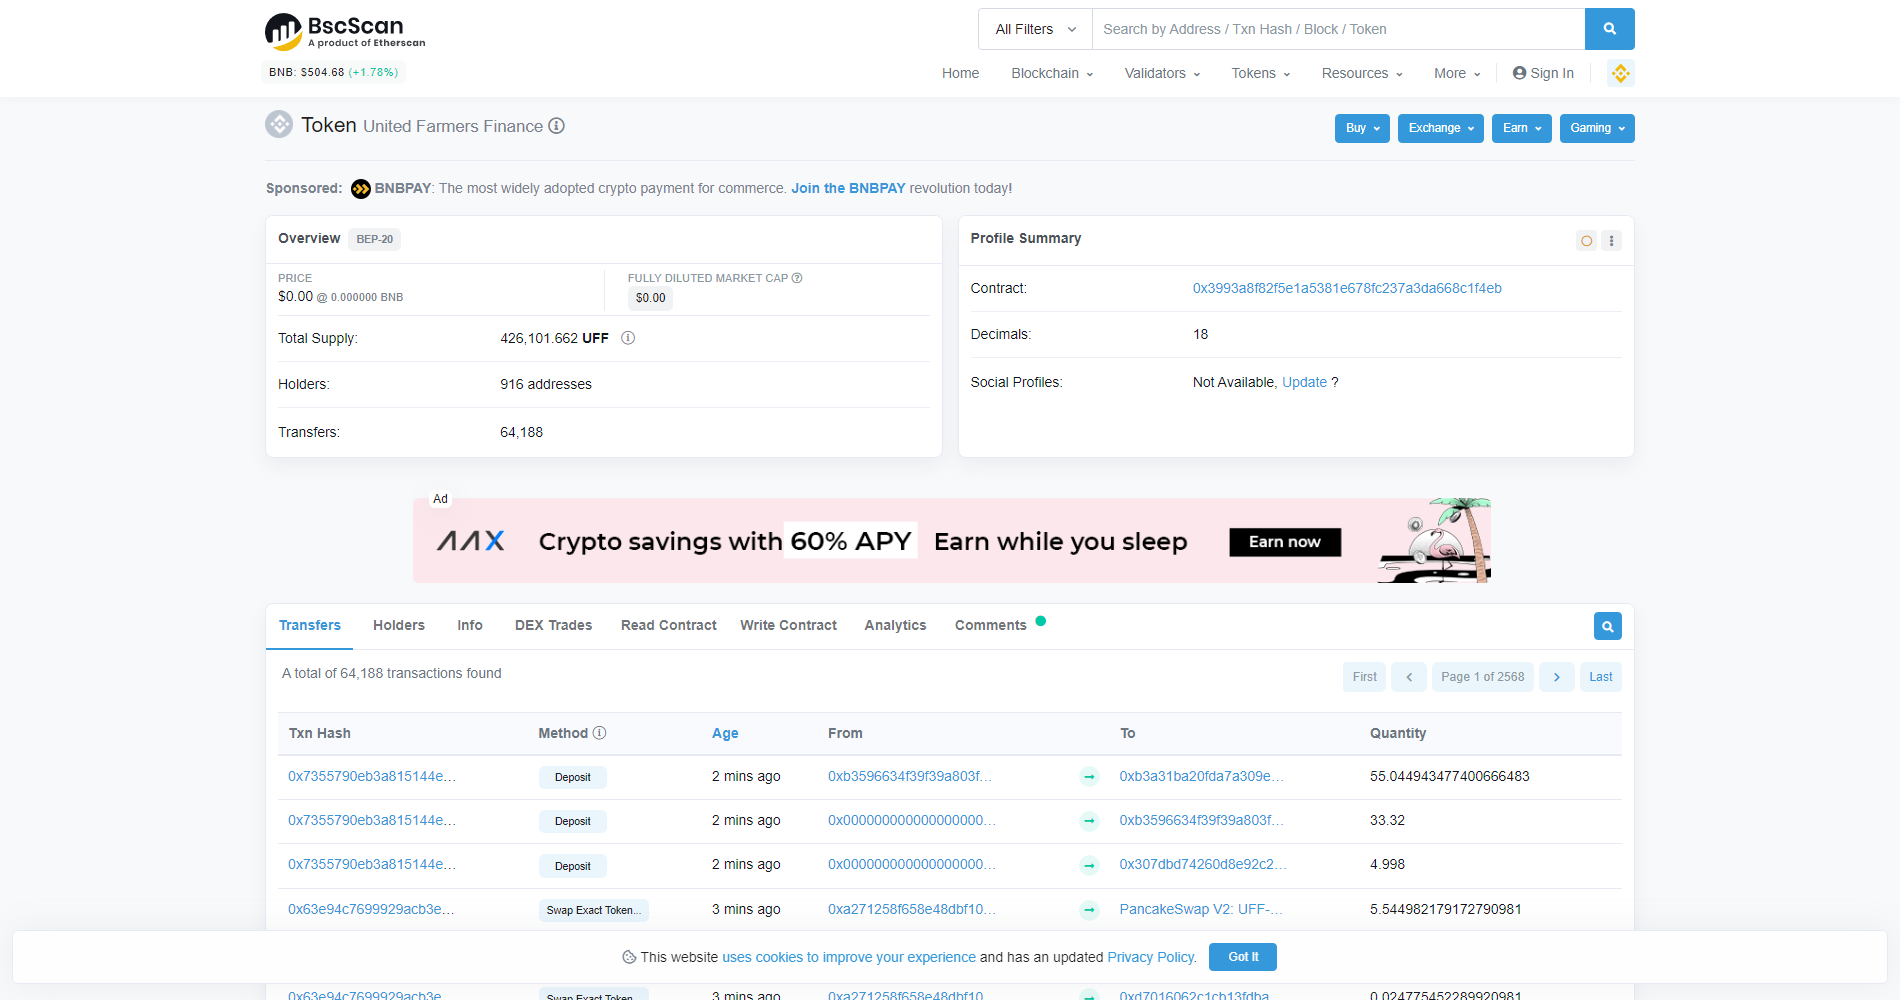 BscScan
A product of Etherscan
All Filters
Search by Address / Txn Hash / Block / Token
BNB: $504.68 (+1.78%)
Home Blockchain Validators Tokens Resources More Sign In
Token United Farmers Finance
Buy Exchange Earn Gaming
Sponsored: BNBPAY: The most widely adopted crypto payment for commerce. Join the BNBPAY revolution today!
Overview BEP-20
PRICE
$0.00 @ 0.000000 BNB
FULLY DILUTED MARKET CAP
$0.00
Total Supply: 426,101.662 UFF
Holders: 916 addresses
Transfers: 64,188
Profile Summary
Contract: 0x3993a8f82f5e1a5381e678fc237a3da668c1f4eb
Decimals: 18
Social Profiles: Not Available, Update ?
Ad
AAX Crypto savings with 60% APY Earn while you sleep Earn now
Transfers Holders Info DEX Trades Read Contract Write Contract Analytics Comments
A total of 64,188 transactions found
First Page 1 of 2568 Last
Txn Hash Method Age From To Quantity
0x7355790eb3a815144e... Deposit 2 mins ago 0xb3596634f39f39a803f... 0xb3a31ba20fda7a309e... 55.044943477400666483
0x7355790eb3a815144e... Deposit 2 mins ago 0x000000000000000000... 0xb3596634f39f39a803f... 33.32
0x7355790eb3a815144e... Deposit 2 mins ago 0x000000000000000000... 0x307dbd74260d8e92c2... 4.998
0x63e94c7699929acb3e... Swap Exact Token... 3 mins ago 0xa271258f658e48dbf10... PancakeSwap V2: UFF-... 5.544982179172790981
This website uses cookies to improve your experience and has an updated Privacy Policy. Got It
0x63e94c7699929acb3e... Swap Exact Token... 3 mins ago 0xa271258f658e48dbf10... 0xd7016062c1cb13fdba... 0.024775452289920981